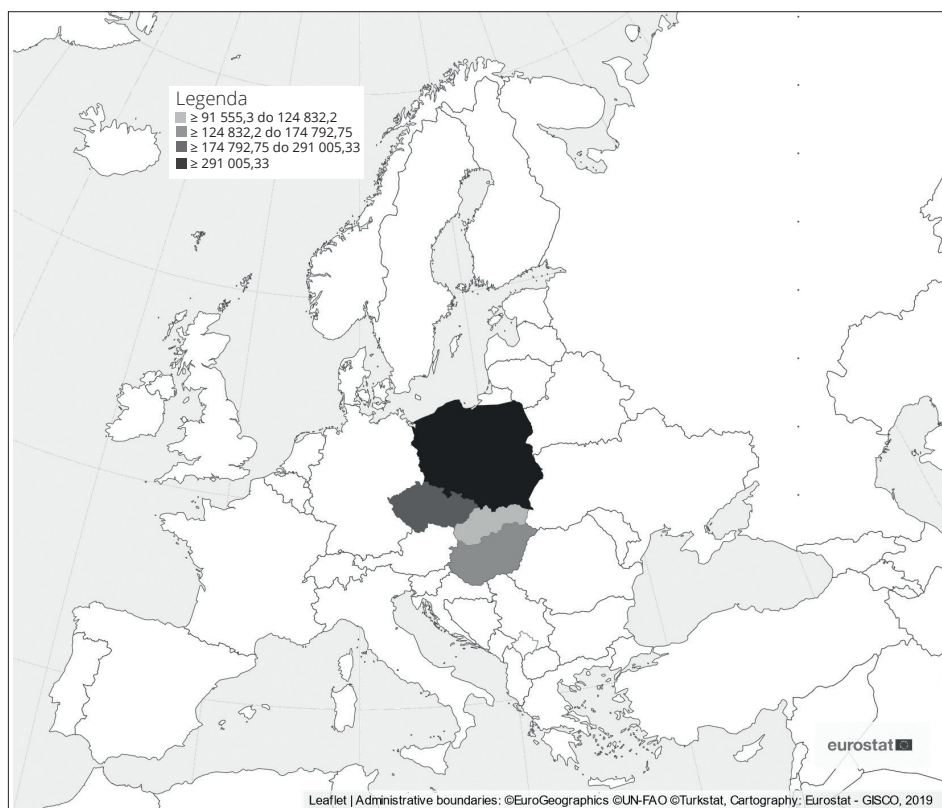 Legenda
≥ 91 555,3 do 124 832,2
≥ 124 832,2 do 174 792,75
≥ 174 792,75 do 291 005,33
≥ 291 005,33
eurostat
Leaflet | Administrative boundaries: ©EuroGeographics ©UN-FAO ©Turkstat, Cartography: Eurostat - GISCO, 2019